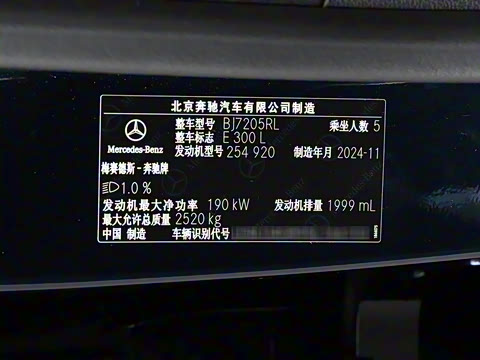 北京奔驰汽车有限公司制造
整车型号 BJ7205RL 乘坐人数 5
整车标志 E 300 L
Mercedes-Benz 发动机型号 254 920 制造年月 2024-11
梅赛德斯-奔驰牌
1.0 %
发动机最大净功率 190 kW 发动机排量 1999 mL
最大允许总质量 2520 kg
中国 制造 车辆识别代号